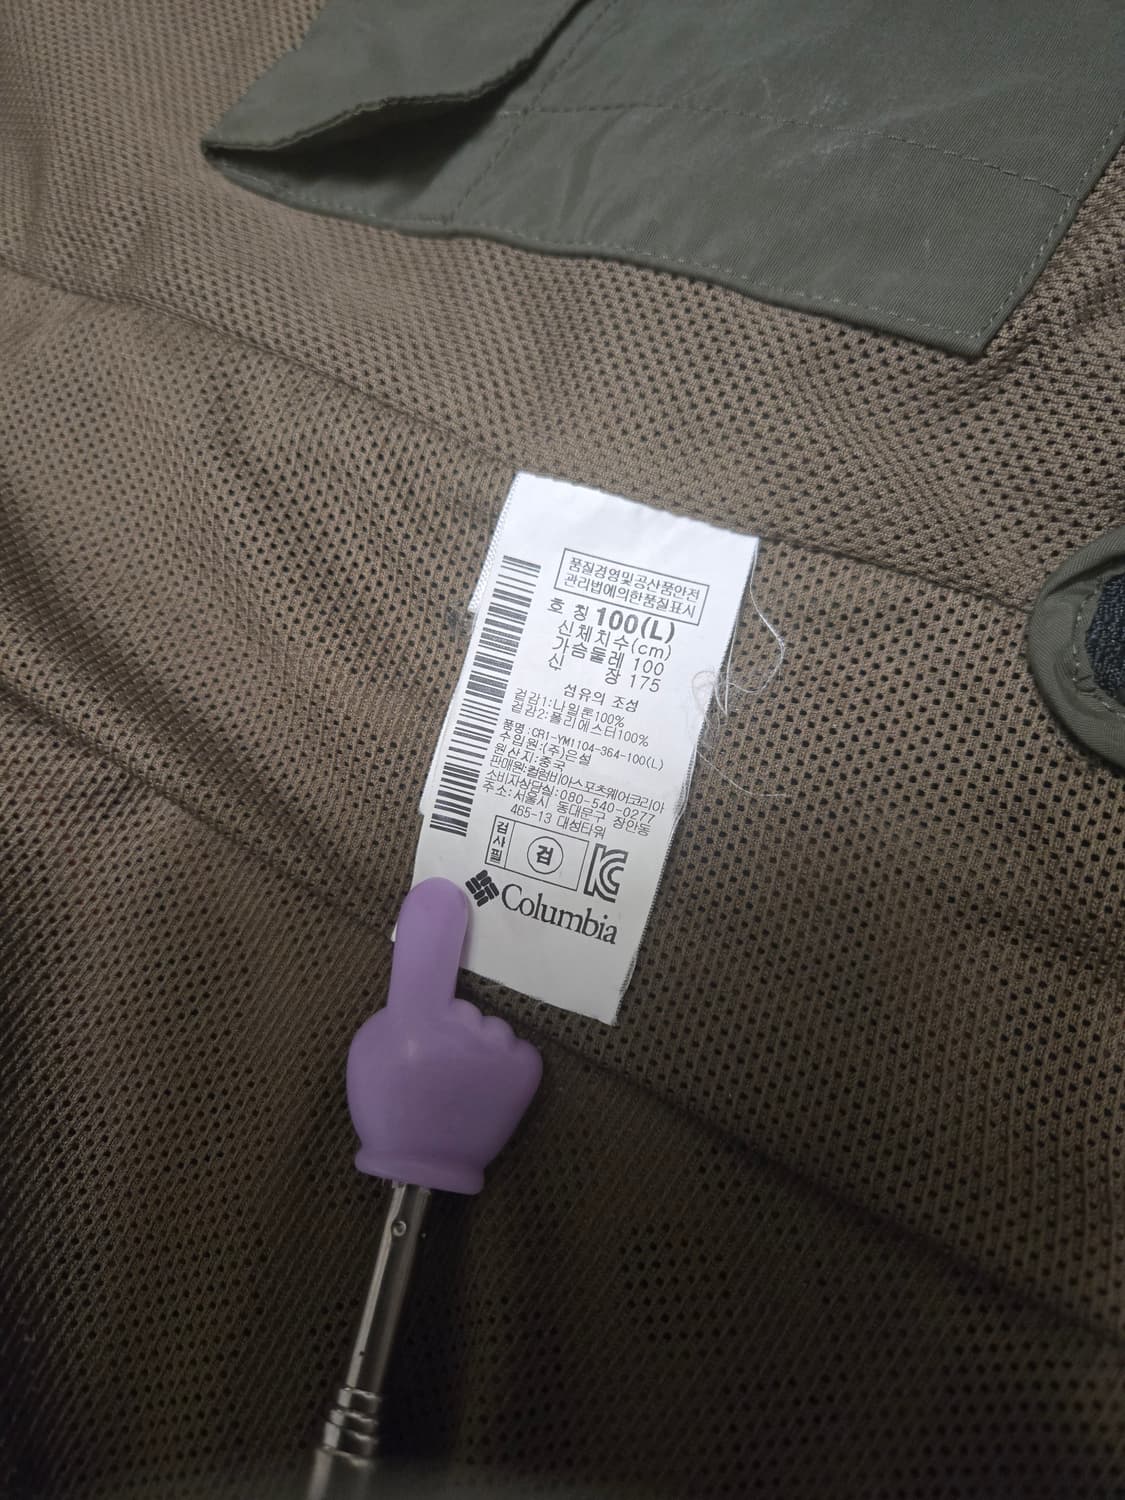 품질경영및공산품안전
관리법에의한품질표시
호 칭 100(L)
신체치수(cm)
가슴둘레 100
신 장 175
섬유의 조성
겉감1:나일론100%
겉감2:폴리에스터100%
품명:CR1-YM1104-364-100(L)
수입원:(주)은설
원산지:중국
판매원:컬럼비아스포츠웨어코리아
소비자상담실:080-540-0277
주소:서울시 동대문구 장안동
465-13 대성타워
검사필
검
KC
Columbia